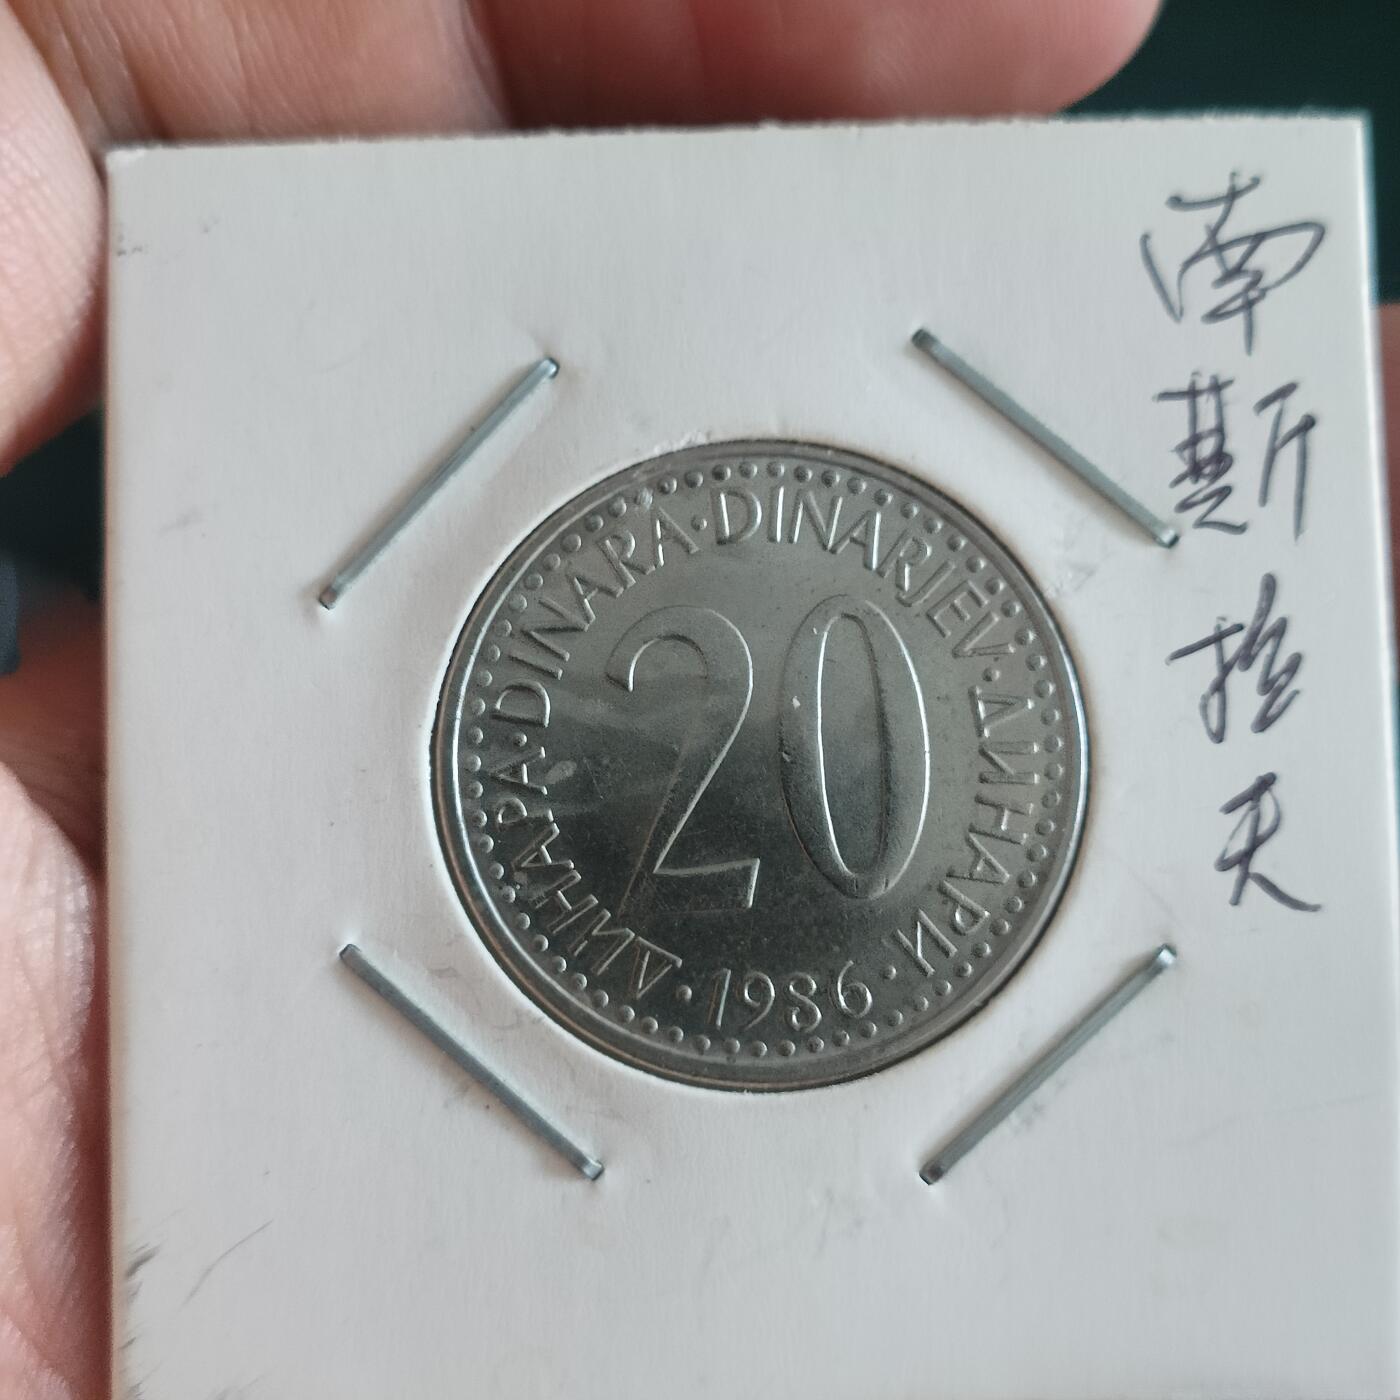 ДИНАРА·DINARA·DINARJEV·ДИНАРИ
20
·1986·
南
斯
拉
夫